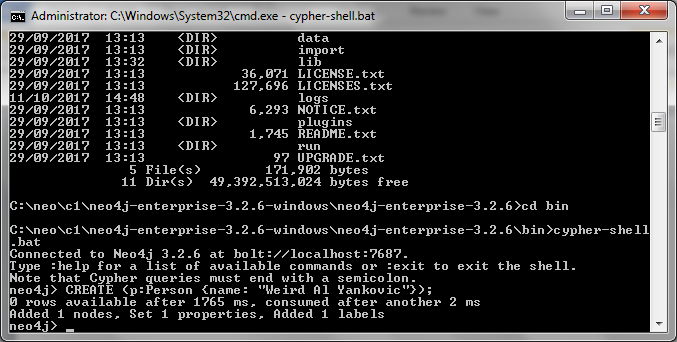 Administrator: C:\Windows\System32\cmd.exe - cypher-shell.bat
29/09/2017  13:13    <DIR>          data
29/09/2017  13:13    <DIR>          import
29/09/2017  13:32    <DIR>          lib
29/09/2017  13:13            36,071 LICENSE.txt
29/09/2017  13:13           127,696 LICENSES.txt
11/10/2017  14:48    <DIR>          logs
29/09/2017  13:13             6,293 NOTICE.txt
29/09/2017  13:13    <DIR>          plugins
29/09/2017  13:13             1,745 README.txt
29/09/2017  13:13    <DIR>          run
29/09/2017  13:13                97 UPGRADE.txt
               5 File(s)        171,902 bytes
              11 Dir(s)  49,392,513,024 bytes free
C:\neo\c1\neo4j-enterprise-3.2.6-windows\neo4j-enterprise-3.2.6>cd bin
C:\neo\c1\neo4j-enterprise-3.2.6-windows\neo4j-enterprise-3.2.6\bin>cypher-shell
.bat
Connected to Neo4j 3.2.6 at bolt://localhost:7687.
Type :help for a list of available commands or :exit to exit the shell.
Note that Cypher queries must end with a semicolon.
neo4j> CREATE (p:Person {name: "Weird Al Yankovic"});
0 rows available after 1765 ms, consumed after another 2 ms
Added 1 nodes, Set 1 properties, Added 1 labels
neo4j> _